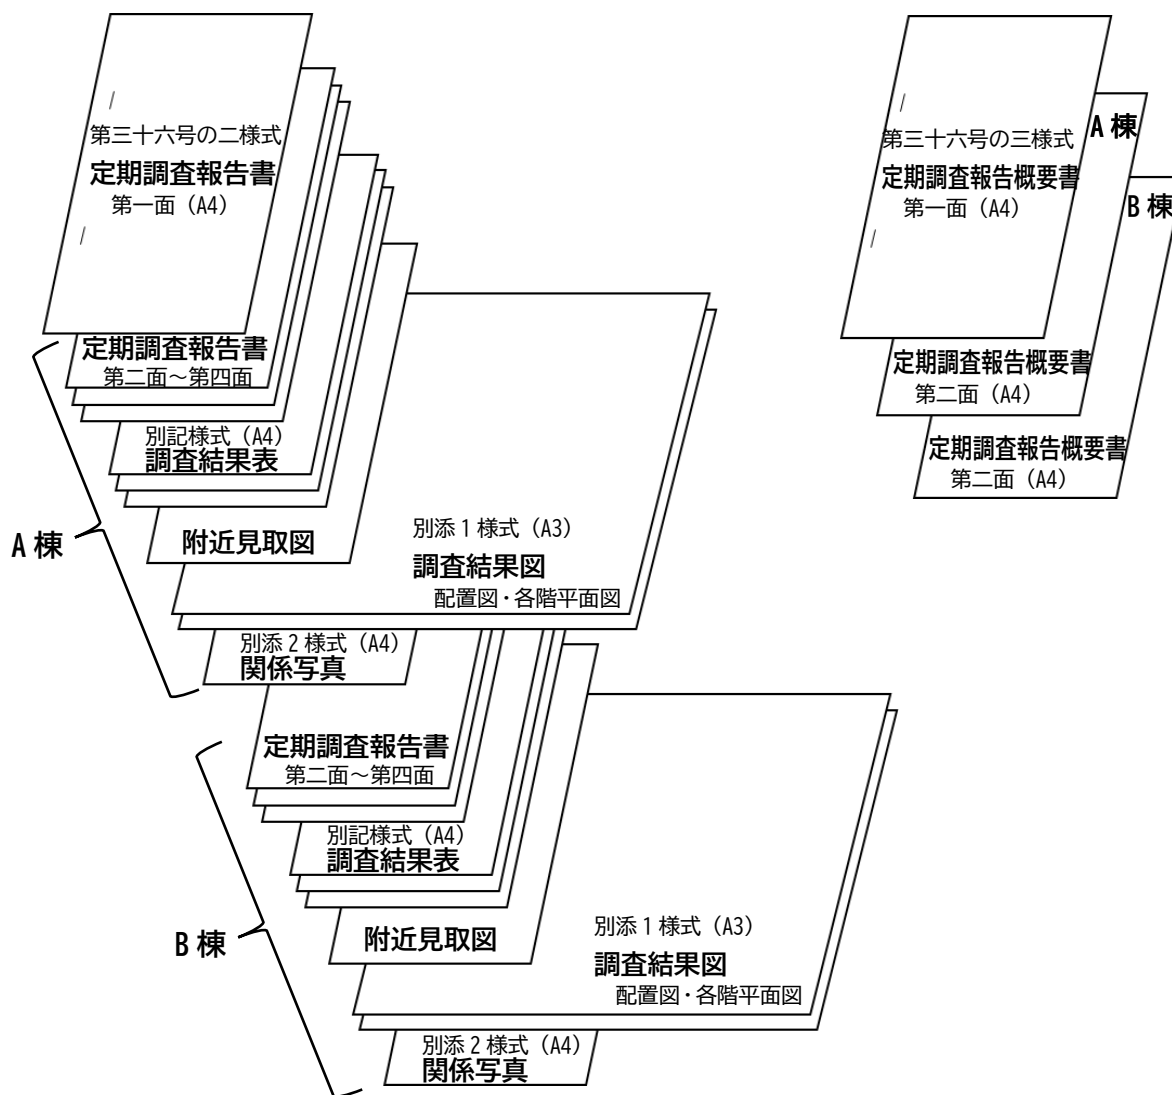 第三十六号の二様式
定期調査報告書
第一面（A4）
定期調査報告書
第二面～第四面
別記様式（A4）
調査結果表
附近見取図
別添1様式（A3）
調査結果図
配置図・各階平面図
別添2様式（A4）
関係写真
A棟
定期調査報告書
第二面～第四面
別記様式（A4）
調査結果表
附近見取図
別添1様式（A3）
調査結果図
配置図・各階平面図
別添2様式（A4）
関係写真
B棟
第三十六号の三様式
定期調査報告概要書
第一面（A4）
A棟
定期調査報告概要書
第二面（A4）
B棟
定期調査報告概要書
第二面（A4）